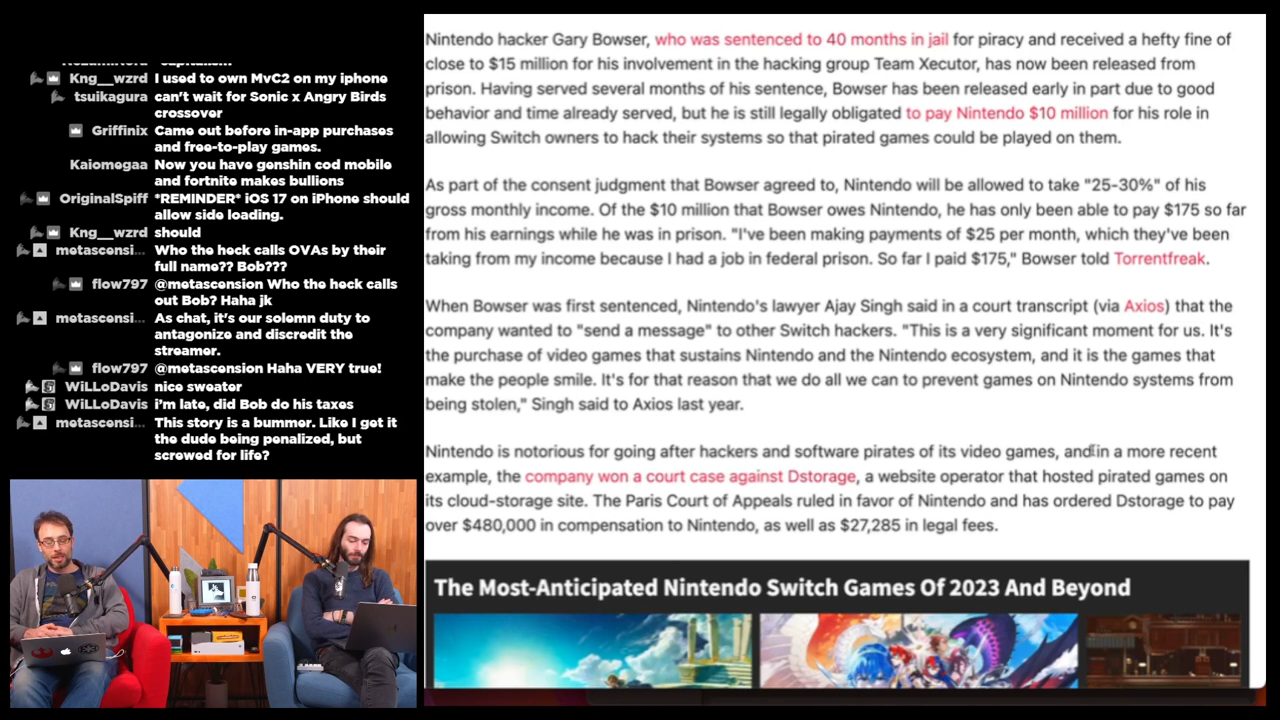 Kng__wzrd I used to own MvC2 on my iphone
tsuikagura can't wait for Sonic x Angry Birds
crossover
Griffinix Came out before in-app purchases
and free-to-play games.
Kaiomegaa Now you have genshin cod mobile
and fortnite makes bullions
OriginalSpiff *REMINDER* iOS 17 on iPhone should
allow side loading.
Kng__wzrd should
metascensi... Who the heck calls OVAs by their
full name?? Bob???
flow797 @metascension Who the heck calls
out Bob? Haha jk
metascensi... As chat, it's our solemn duty to
antagonize and discredit the
streamer.
flow797 @metascension Haha VERY true!
WiLLoDavis nice sweater
WiLLoDavis i'm late, did Bob do his taxes
metascensi... This story is a bummer. Like I get it
the dude being penalized, but
screwed for life?
Nintendo hacker Gary Bowser, who was sentenced to 40 months in jail for piracy and received a hefty fine of
close to $15 million for his involvement in the hacking group Team Xecutor, has now been released from
prison. Having served several months of his sentence, Bowser has been released early in part due to good
behavior and time already served, but he is still legally obligated to pay Nintendo $10 million for his role in
allowing Switch owners to hack their systems so that pirated games could be played on them.
As part of the consent judgment that Bowser agreed to, Nintendo will be allowed to take "25-30%" of his
gross monthly income. Of the $10 million that Bowser owes Nintendo, he has only been able to pay $175 so far
from his earnings while he was in prison. "I've been making payments of $25 per month, which they've been
taking from my income because I had a job in federal prison. So far I paid $175," Bowser told Torrentfreak.
When Bowser was first sentenced, Nintendo's lawyer Ajay Singh said in a court transcript (via Axios) that the
company wanted to "send a message" to other Switch hackers. "This is a very significant moment for us. It's
the purchase of video games that sustains Nintendo and the Nintendo ecosystem, and it is the games that
make the people smile. It's for that reason that we do all we can to prevent games on Nintendo systems from
being stolen," Singh said to Axios last year.
Nintendo is notorious for going after hackers and software pirates of its video games, and in a more recent
example, the company won a court case against Dstorage, a website operator that hosted pirated games on
its cloud-storage site. The Paris Court of Appeals ruled in favor of Nintendo and has ordered Dstorage to pay
over $480,000 in compensation to Nintendo, as well as $27,285 in legal fees.
The Most-Anticipated Nintendo Switch Games Of 2023 And Beyond